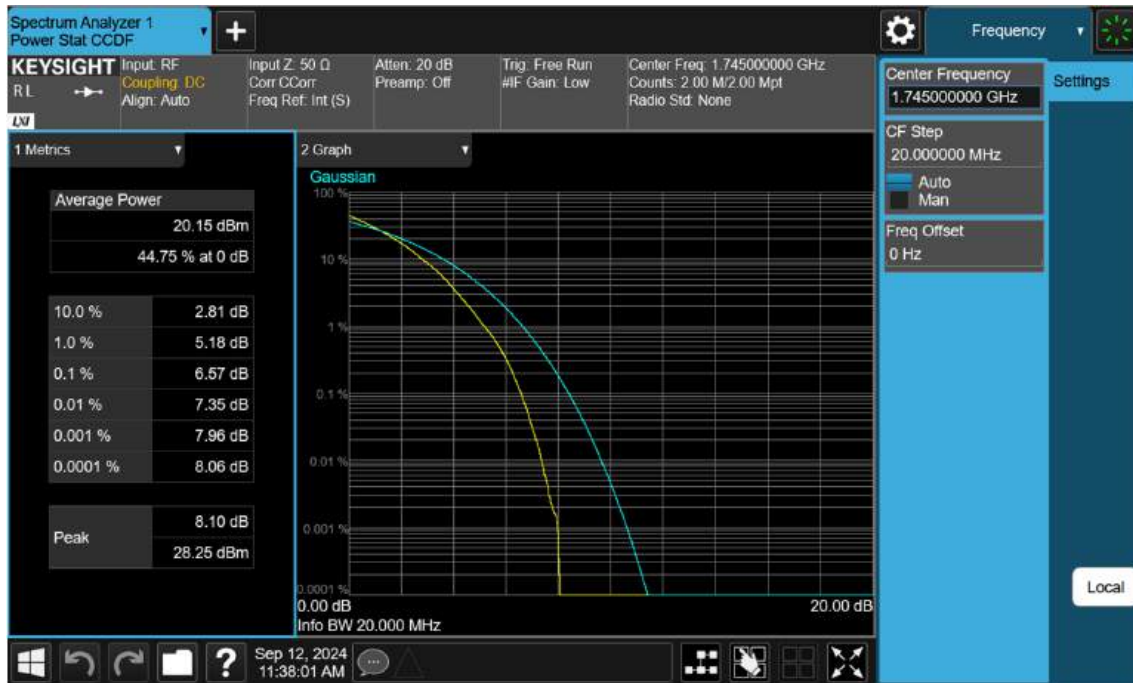 Spectrum Analyzer 1
Power Stat CCDF
+
Frequency
KEYSIGHT
RL
LXI
Input: RF
Coupling: DC
Align: Auto
Input Z: 50 Ω
Corr CCorr
Freq Ref: Int (S)
Atten: 20 dB
Preamp: Off
Trig: Free Run
#IF Gain: Low
Center Freq: 1.745000000 GHz
Counts: 2.00 M/2.00 Mpt
Radio Std: None
Center Frequency
1.745000000 GHz
Settings
CF Step
20.000000 MHz
Auto
Man
Freq Offset
0 Hz
1 Metrics
Average Power
20.15 dBm
44.75 % at 0 dB
10.0 % 2.81 dB
1.0 % 5.18 dB
0.1 % 6.57 dB
0.01 % 7.35 dB
0.001 % 7.96 dB
0.0001 % 8.06 dB
Peak
8.10 dB
28.25 dBm
2 Graph
Gaussian
100 %
10 %
1 %
0.1 %
0.01 %
0.001 %
0.0001 %
0.00 dB 20.00 dB
Info BW 20.000 MHz
Local
?
Sep 12, 2024
11:38:01 AM